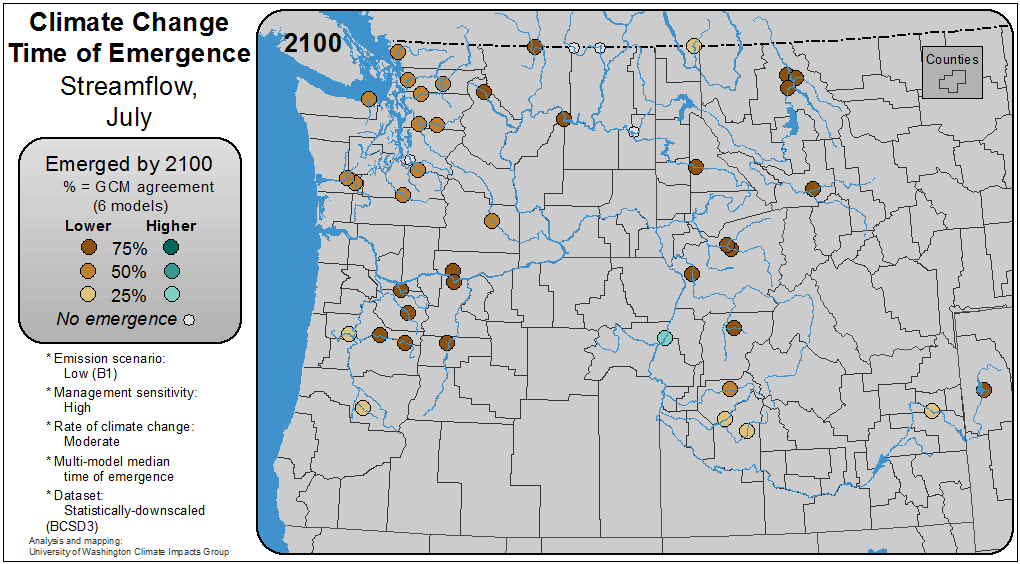 Climate Change
Time of Emergence
Streamflow,
July
Emerged by 2100
% = GCM agreement
(6 models)
Lower Higher
75%
50%
25%
No emergence
* Emission scenario:
Low (B1)
* Management sensitivity:
High
* Rate of climate change:
Moderate
* Multi-model median
time of emergence
* Dataset:
Statistically-downscaled
(BCSD3)
Analysis and mapping:
University of Washington Climate Impacts Group
2100
Counties